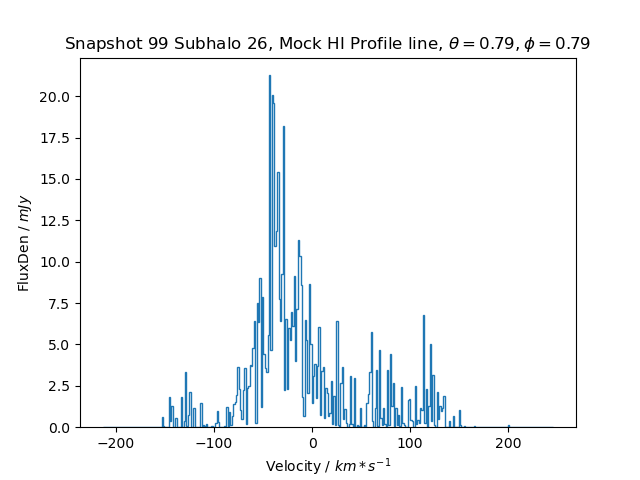 Snapshot 99 Subhalo 26, Mock HI Profile line, θ = 0.79, ϕ = 0.79
20.0
17.5
15.0
12.5
10.0
7.5
5.0
2.5
0.0
FluxDen / mJy
−200 −100 0 100 200
Velocity / km * s⁻¹